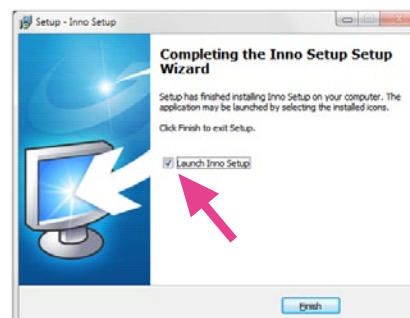 Setup - Inno Setup
Completing the Inno Setup Setup
Wizard
Setup has finished installing Inno Setup on your computer. The
application may be launched by selecting the installed icons.
Click Finish to exit Setup.
Launch Inno Setup
Finish